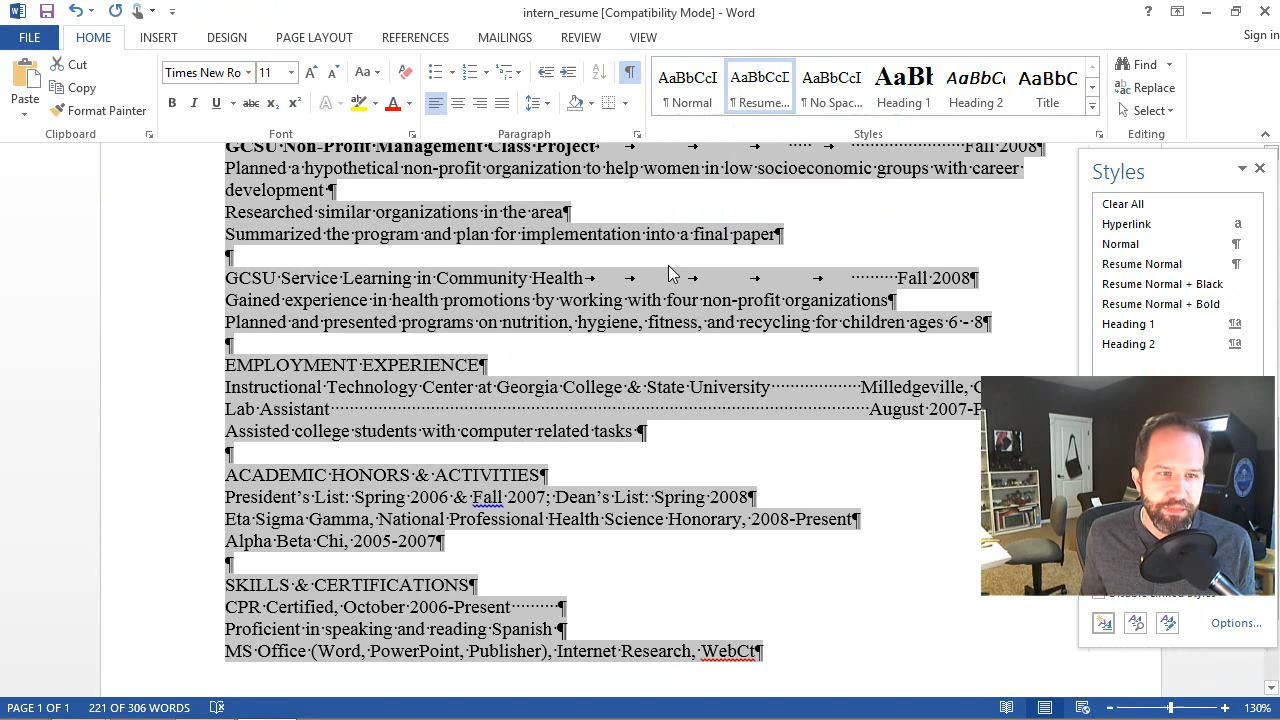 intern_resume [Compatibility Mode] - Word
Sign in
FILE HOME INSERT DESIGN PAGE LAYOUT REFERENCES MAILINGS REVIEW VIEW
Paste
Cut
Copy
Format Painter
Times New Ro 11
AaBbCcI AaBbCcD AaBbCcI AaBb AaBbCc AaBbC
¶ Normal ¶ Resume... ¶ No Spac... Heading 1 Heading 2 Title
Find
Replace
Select
Clipboard Font Paragraph Styles Editing
GCSU Non-Profit Management Class Project Fall 2008¶
Planned a hypothetical non-profit organization to help women in low socioeconomic groups with career
development ¶
Researched similar organizations in the area¶
Summarized the program and plan for implementation into a final paper¶
¶
GCSU Service Learning in Community Health Fall 2008¶
Gained experience in health promotions by working with four non-profit organizations¶
Planned and presented programs on nutrition, hygiene, fitness, and recycling for children ages 6 - 8¶
¶
EMPLOYMENT EXPERIENCE¶
Instructional Technology Center at Georgia College & State University Milledgeville,
Lab Assistant August 2007-
Assisted college students with computer related tasks ¶
¶
ACADEMIC HONORS & ACTIVITIES¶
President’s List: Spring 2006 & Fall 2007; Dean’s List: Spring 2008¶
Eta Sigma Gamma, National Professional Health Science Honorary, 2008-Present¶
Alpha Beta Chi, 2005-2007¶
¶
SKILLS & CERTIFICATIONS¶
CPR Certified, October 2006-Present ¶
Proficient in speaking and reading Spanish ¶
MS Office (Word, PowerPoint, Publisher), Internet Research, WebCt¶
Styles
Clear All
Hyperlink a
Normal ¶
Resume Normal ¶
Resume Normal + Black
Resume Normal + Bold
Heading 1 ¶a
Heading 2 ¶a
Options...
PAGE 1 OF 1 221 OF 306 WORDS 130%